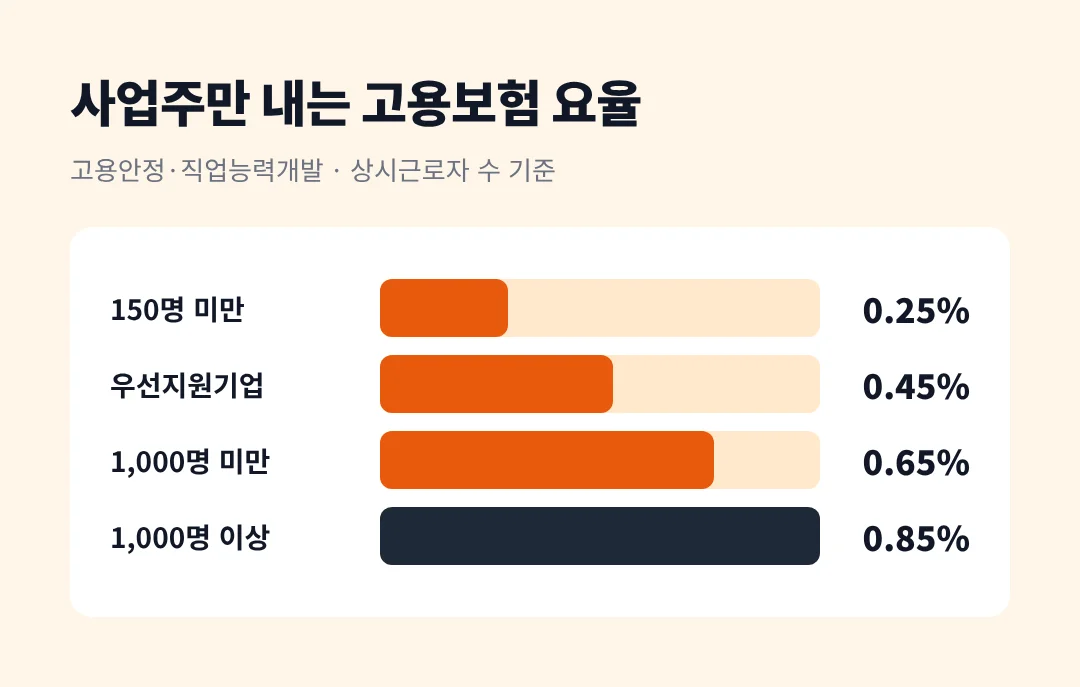 사업주만 내는 고용보험 요율
고용안정·직업능력개발 · 상시근로자 수 기준
150명 미만 0.25%
우선지원기업 0.45%
1,000명 미만 0.65%
1,000명 이상 0.85%